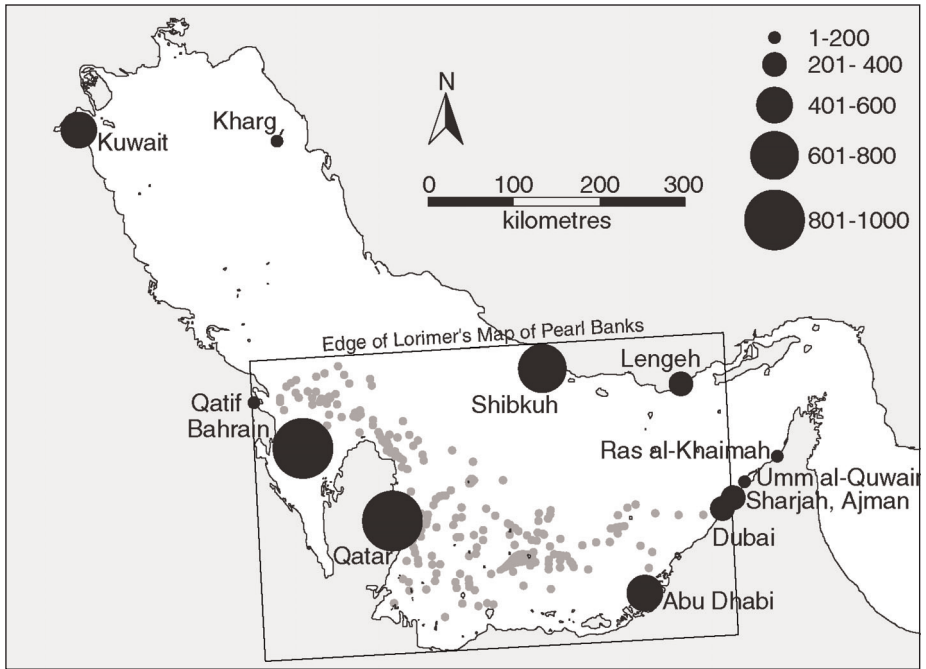 1-200
201- 400
401-600
601-800
801-1000
N
0 100 200 300
kilometres
Kuwait
Kharg
Edge of Lorimer's Map of Pearl Banks
Lengeh
Shibkuh
Qatif
Bahrain
Ras al-Khaimah
Umm al-Quwain
Sharjah, Ajman
Dubai
Qatar
Abu Dhabi